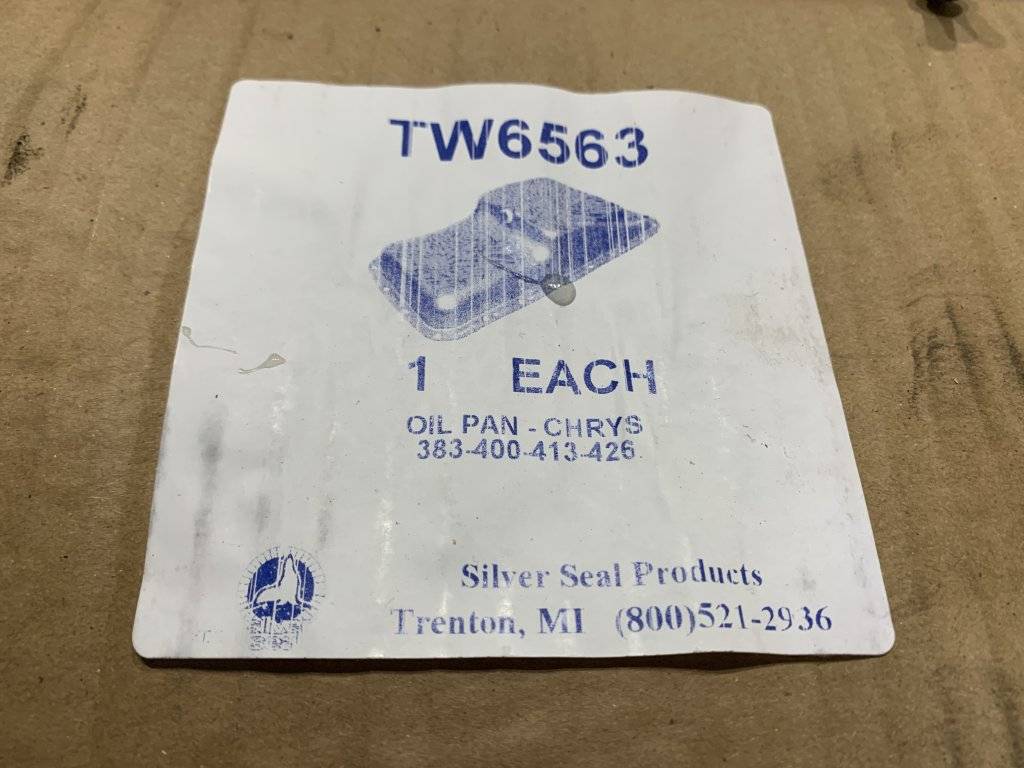 TW6563
1 EACH
OIL PAN - CHRYS
383-400-413-426
Silver Seal Products
Trenton, MI (800)521-2936